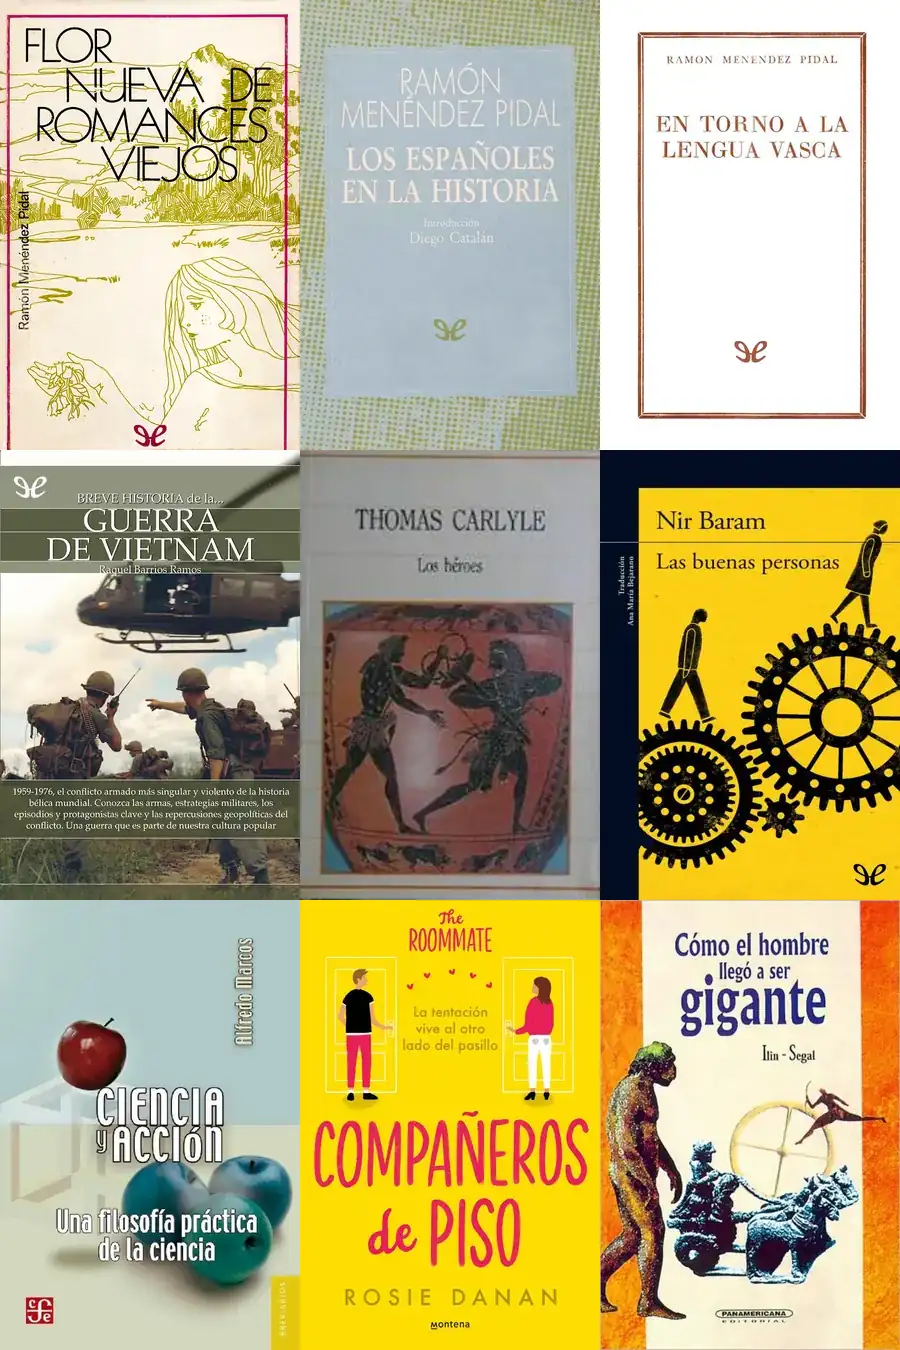 FLOR
NUEVA DE
ROMANCES
VIEJOS
Ramón Menéndez Pidal
RAMÓN
MENÉNDEZ PIDAL
LOS ESPAÑOLES
EN LA HISTORIA
Introducción
Diego Catalán
RAMON MENENDEZ PIDAL
EN TORNO A LA
LENGUA VASCA
BREVE HISTORIA de la...
GUERRA
DE VIETNAM
Raquel Barrios Ramos
1959-1976, el conflicto armado más singular y violento de la historia
bélica mundial. Conozca las armas, estrategias militares, los
episodios y protagonistas clave y las repercusiones geopolíticas del
conflicto. Una guerra que es parte de nuestra cultura popular
THOMAS CARLYLE
Los héroes
Nir Baram
Las buenas personas
Traducción
Ana María Bejarano
Alfredo Marcos
CIENCIA
y ACCIÓN
Una filosofía práctica
de la ciencia
BREVIARIOS
The
ROOMMATE
La tentación
vive al otro
lado del pasillo
COMPAÑEROS
de PISO
ROSIE DANAN
Montena
Cómo el hombre
llegó a ser
gigante
Ilin - Segal
PANAMERICANA
EDITORIAL